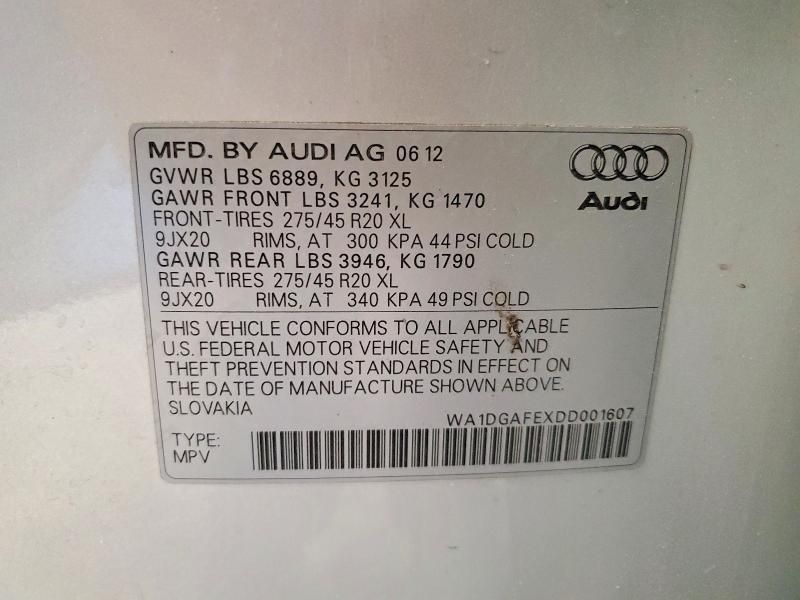 MFD. BY AUDI AG 06 12
GVWR LBS 6889, KG 3125
GAWR FRONT LBS 3241, KG 1470
FRONT-TIRES 275/45 R20 XL
9JX20 RIMS, AT 300 KPA 44 PSI COLD
GAWR REAR LBS 3946, KG 1790
REAR-TIRES 275/45 R20 XL
9JX20 RIMS, AT 340 KPA 49 PSI COLD
Audi
THIS VEHICLE CONFORMS TO ALL APPLICABLE
U.S. FEDERAL MOTOR VEHICLE SAFETY AND
THEFT PREVENTION STANDARDS IN EFFECT ON
THE DATE OF MANUFACTURE SHOWN ABOVE.
SLOVAKIA
WA1DGAFEXDD001607
TYPE:
MPV